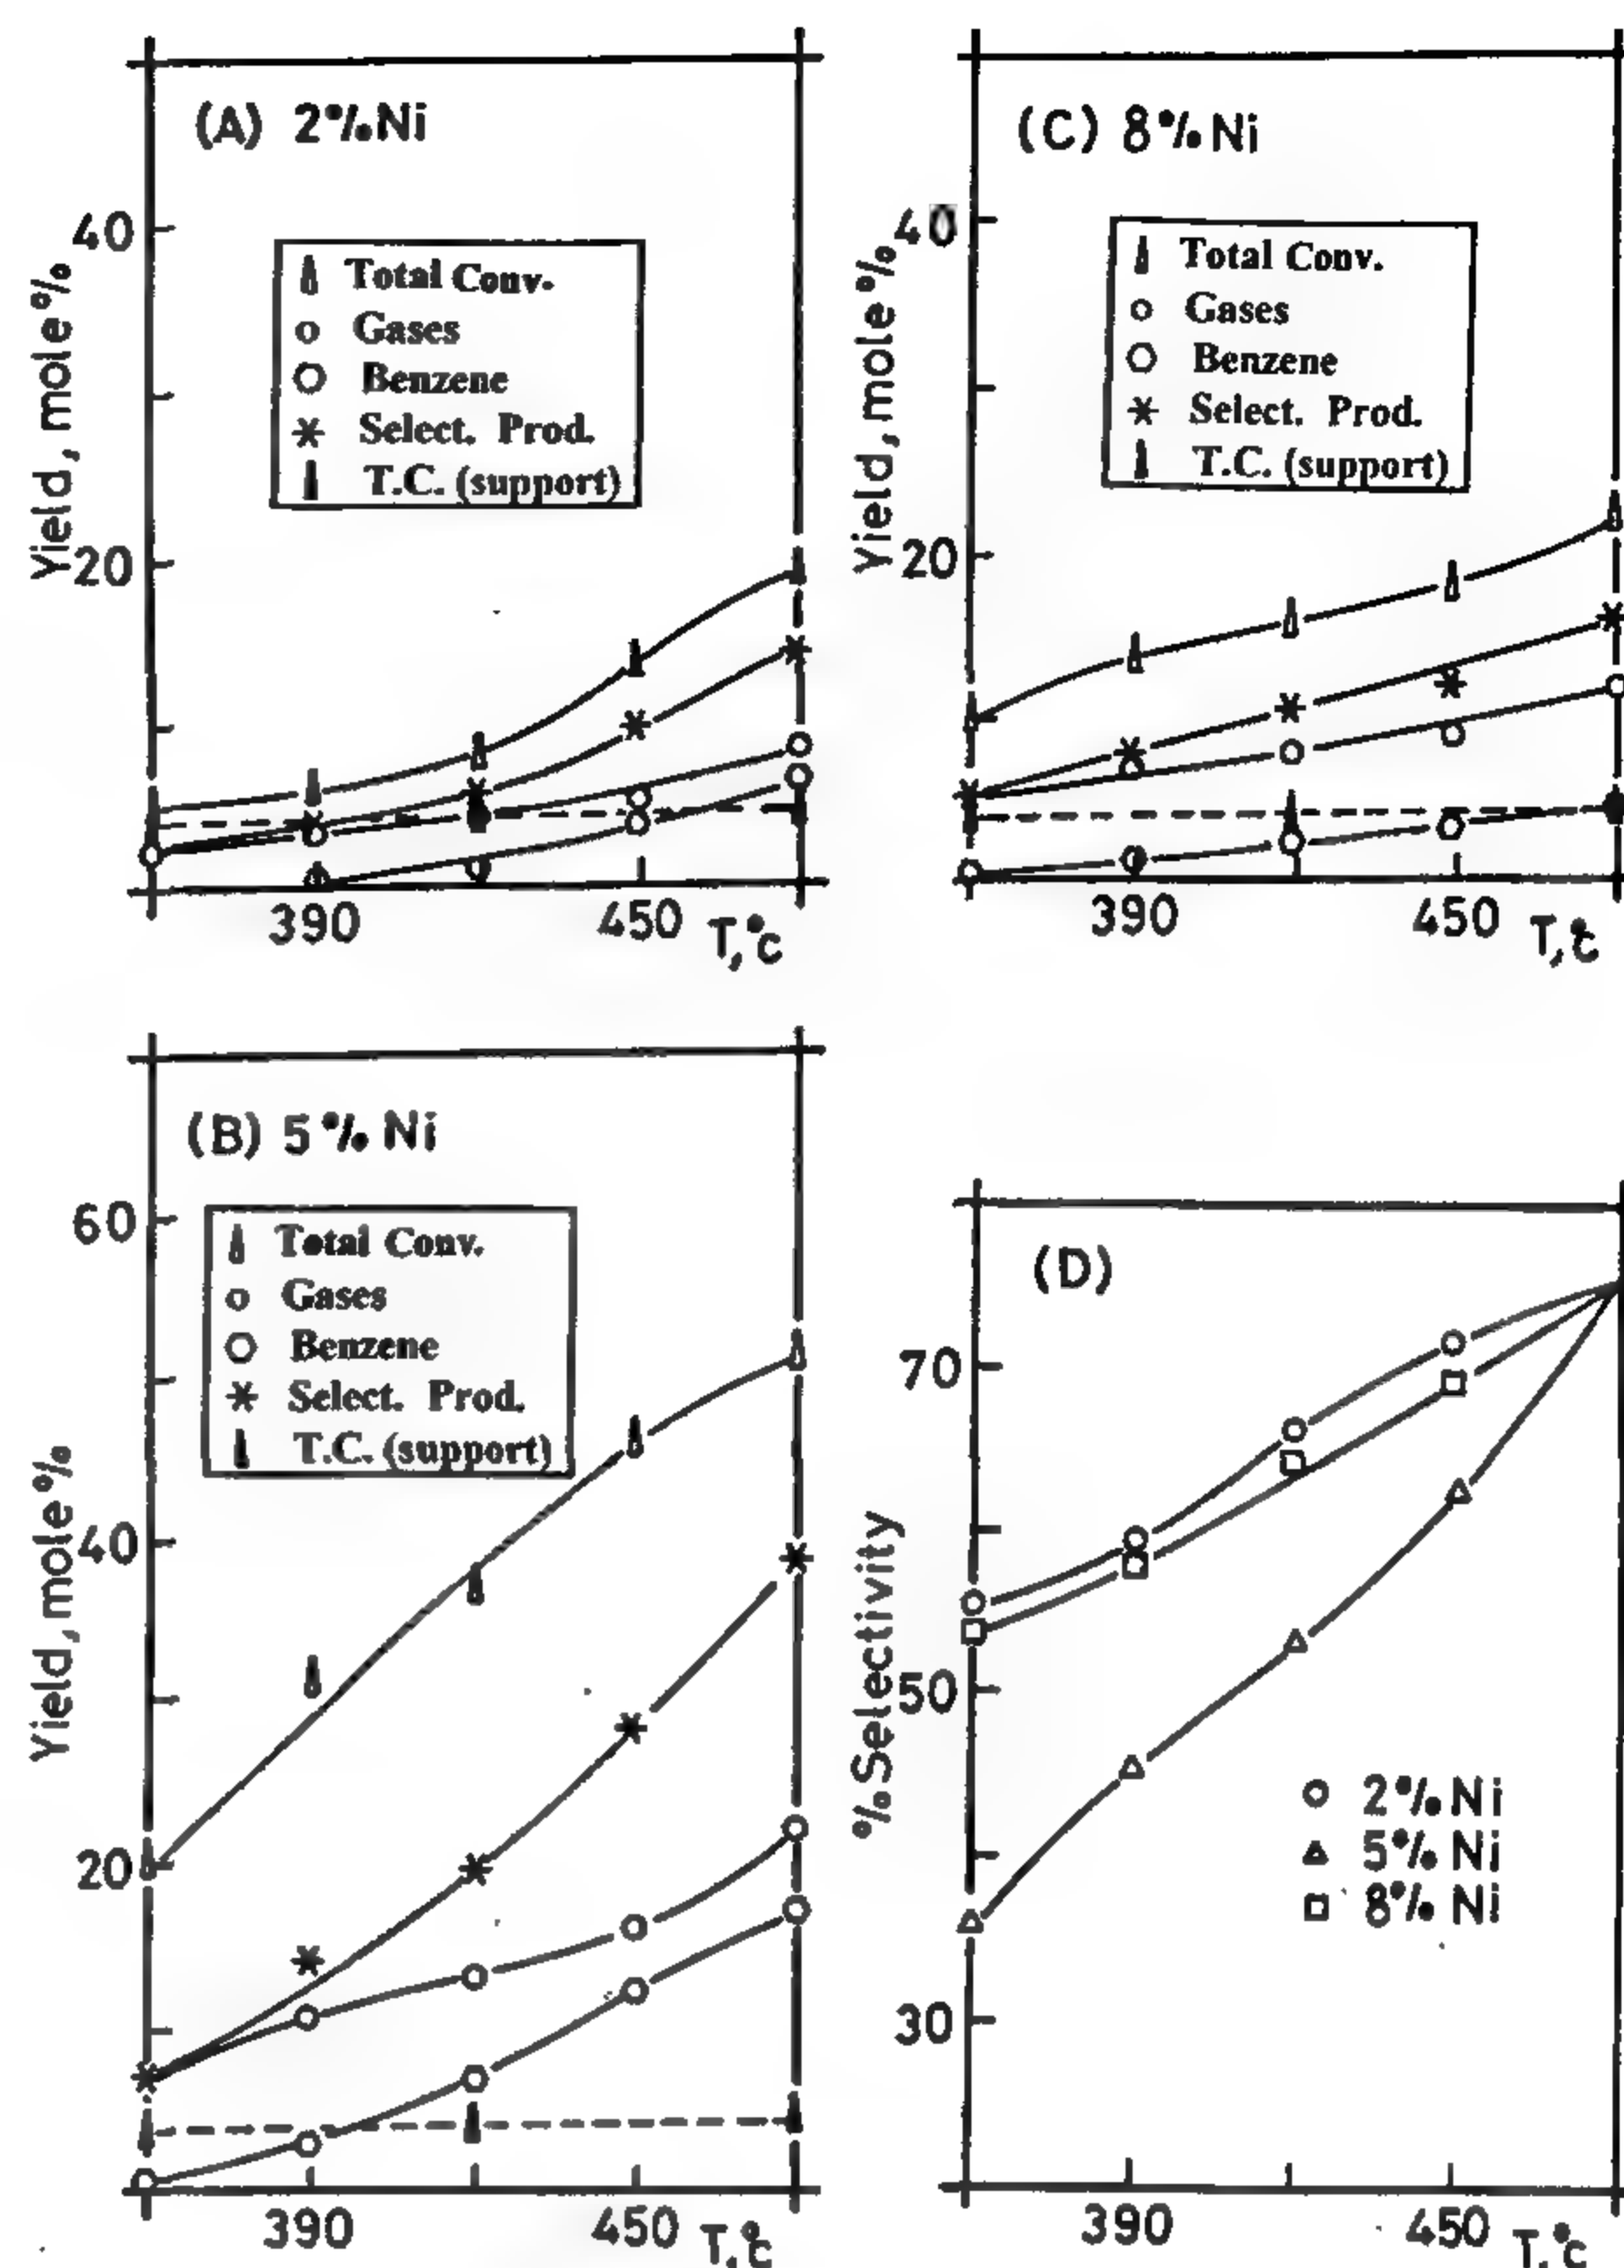 (A) 2% Ni
40
20
Yield, mole %
Total Conv.
Gases
Benzene
Select. Prod.
T.C. (support)
390 450 T,°c
(C) 8% Ni
40
20
Yield, mole %
Total Conv.
Gases
Benzene
Select. Prod.
T.C. (support)
390 450 T,°c
(B) 5% Ni
60
40
20
Yield, mole %
Total Conv.
Gases
Benzene
Select. Prod.
T.C. (support)
390 450 T,°c
(D)
70
50
30
% Selectivity
2% Ni
5% Ni
8% Ni
390 450 T,°c